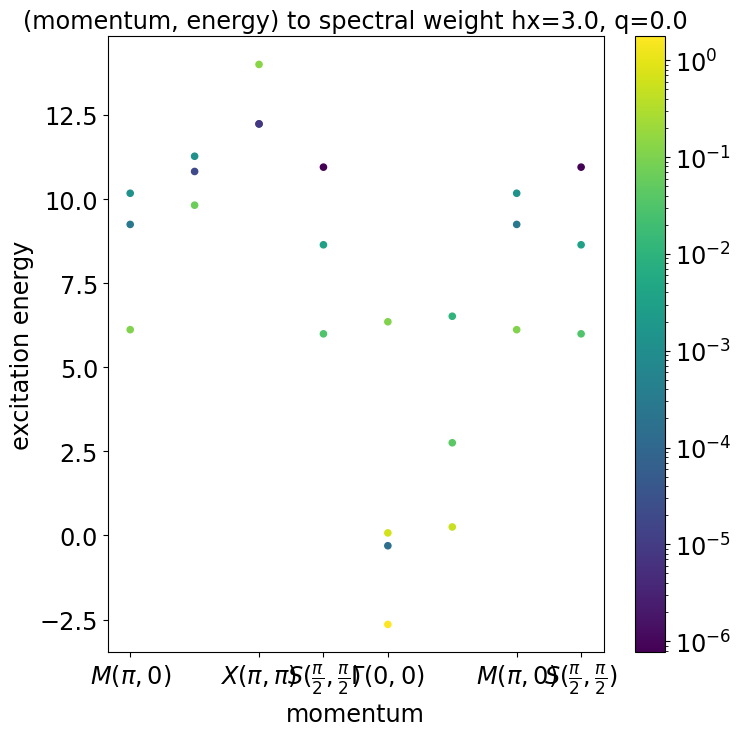 (momentum, energy) to spectral weight hx=3.0, q=0.0
excitation energy
12.5
10.0
7.5
5.0
2.5
0.0
−2.5
M(π, 0)
X(π, π)
S(π/2, π/2)
Γ(0, 0)
M(π, 0)
S(π/2, π/2)
momentum
10^0
10^−1
10^−2
10^−3
10^−4
10^−5
10^−6